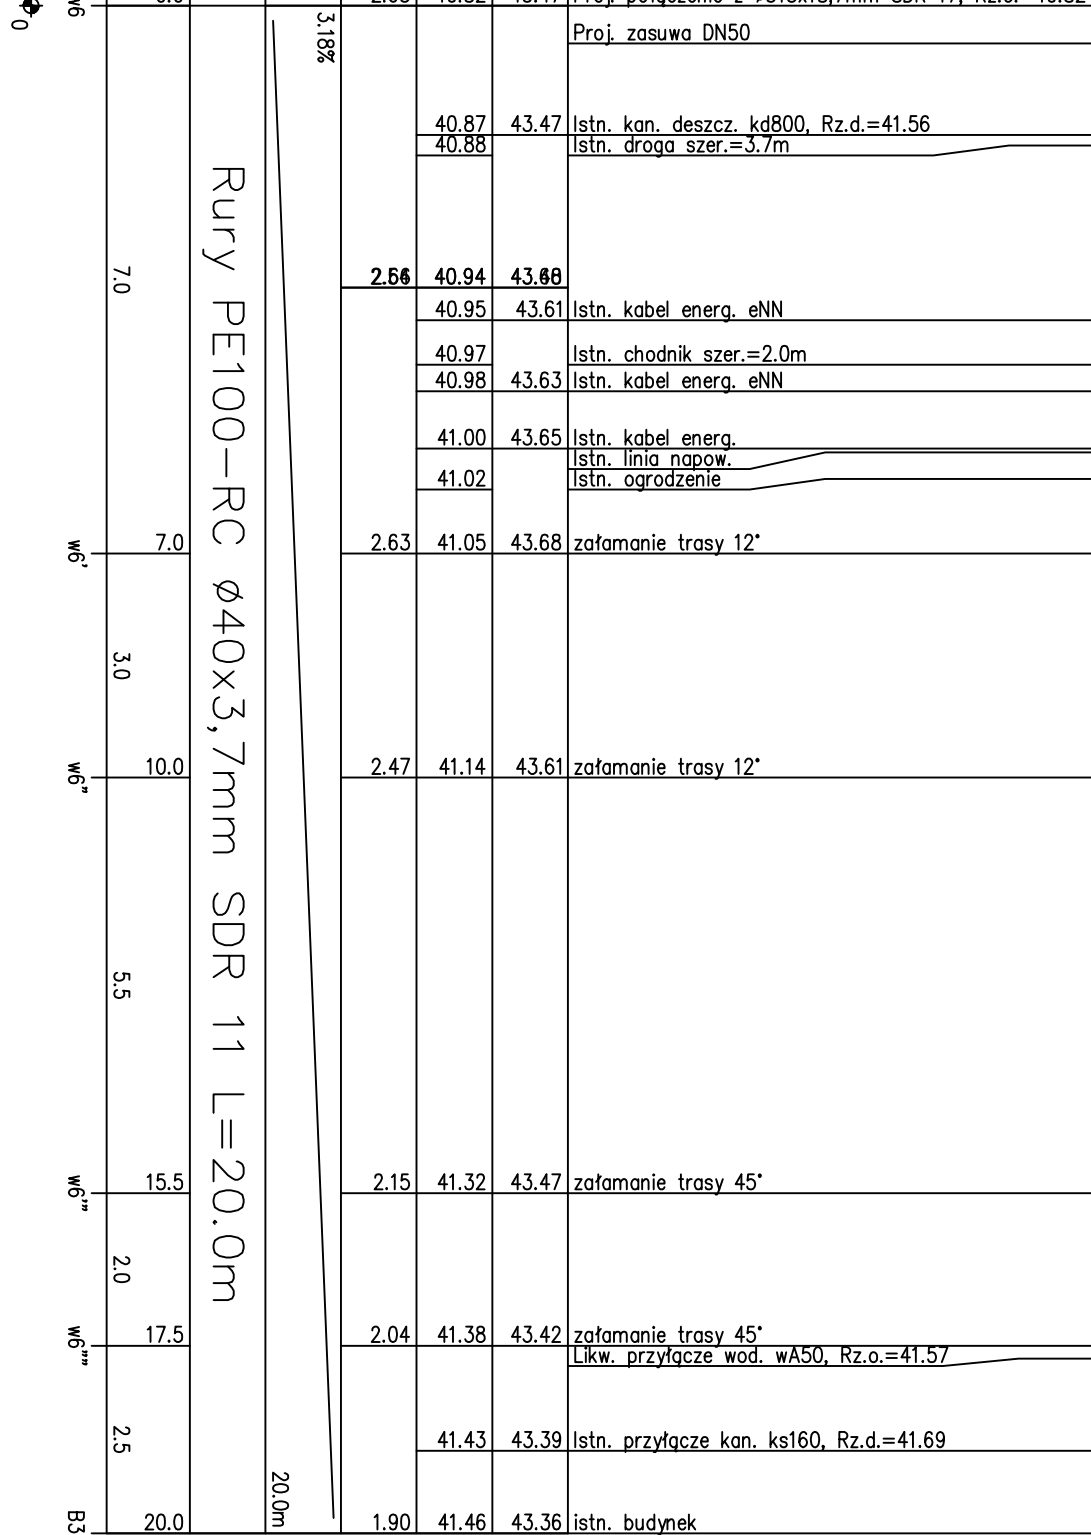 w6
0
3.18%
Proj. zasuwa DN50
40.87 43.47 Istn. kan. deszcz. kd800, Rz.d.=41.56
40.88 Istn. droga szer.=3.7m
Rury PE100-RC Ø40x3,7mm SDR 11 L=20.0m
7.0
40.94
40.95 43.61 Istn. kabel energ. eNN
40.97 Istn. chodnik szer.=2.0m
40.98 43.63 Istn. kabel energ. eNN
41.00 43.65 Istn. kabel energ.
Istn. linia napow.
41.02 Istn. ogrodzenie
w6' 7.0 2.63 41.05 43.68 załamanie trasy 12°
3.0
w6" 10.0 2.47 41.14 43.61 załamanie trasy 12°
5.5
w6"' 15.5 2.15 41.32 43.47 załamanie trasy 45°
2.0
w6"" 17.5 2.04 41.38 43.42 załamanie trasy 45°
Likw. przyłącze wod. wA50, Rz.o.=41.57
2.5
41.43 43.39 Istn. przyłącze kan. ks160, Rz.d.=41.69
20.0m
B3 20.0 1.90 41.46 43.36 istn. budynek